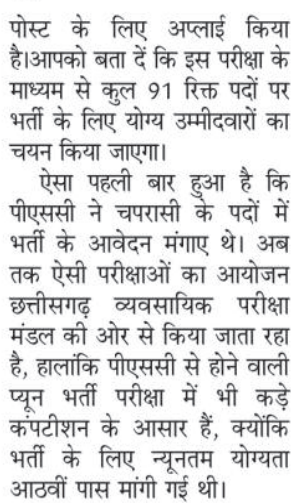 पोस्ट के लिए अप्लाई किया
है।आपको बता दें कि इस परीक्षा के
माध्यम से कुल 91 रिक्त पदों पर
भर्ती के लिए योग्य उम्मीदवारों का
चयन किया जाएगा।
ऐसा पहली बार हुआ है कि
पीएससी ने चपरासी के पदों में
भर्ती के आवेदन मंगाए थे। अब
तक ऐसी परीक्षाओं का आयोजन
छत्तीसगढ़ व्यवसायिक परीक्षा
मंडल की ओर से किया जाता रहा
है, हालांकि पीएससी से होने वाली
प्यून भर्ती परीक्षा में भी कड़े
कंपटीशन के आसार हैं, क्योंकि
भर्ती के लिए न्यूनतम योग्यता
आठवीं पास मांगी गई थी।